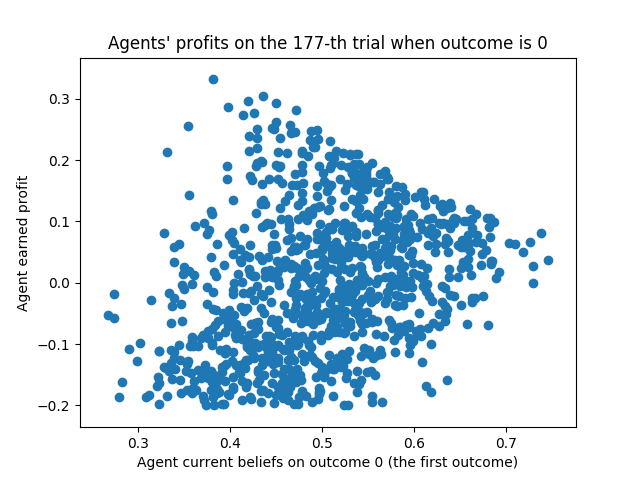 Agents' profits on the 177-th trial when outcome is 0
Agent earned profit
0.3
0.2
0.1
0.0
−0.1
−0.2
0.3 0.4 0.5 0.6 0.7
Agent current beliefs on outcome 0 (the first outcome)